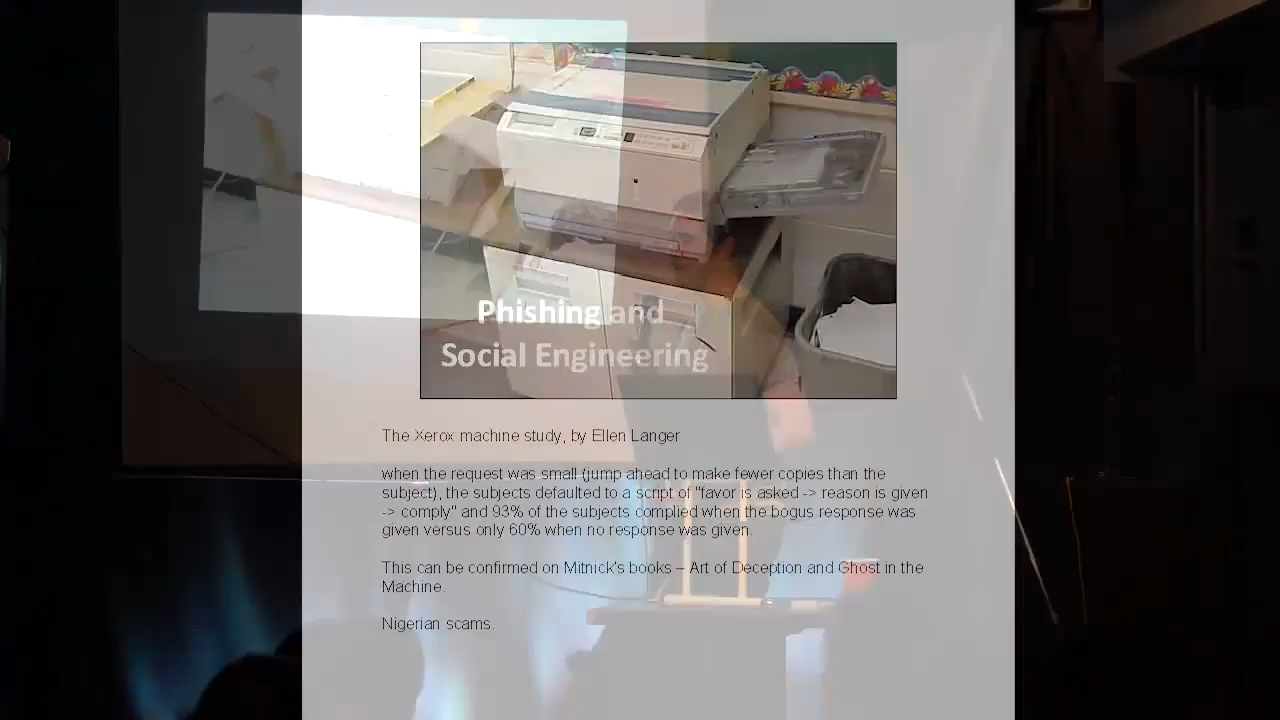 Phishing and
Social Engineering
The Xerox machine study, by Ellen Langer
when the request was small (jump ahead to make fewer copies than the
subject), the subjects defaulted to a script of "favor is asked -> reason is given
-> comply" and 93% of the subjects complied when the bogus response was
given versus only 60% when no response was given.
This can be confirmed on Mitnick's books – Art of Deception and Ghost in the
Machine.
Nigerian scams.